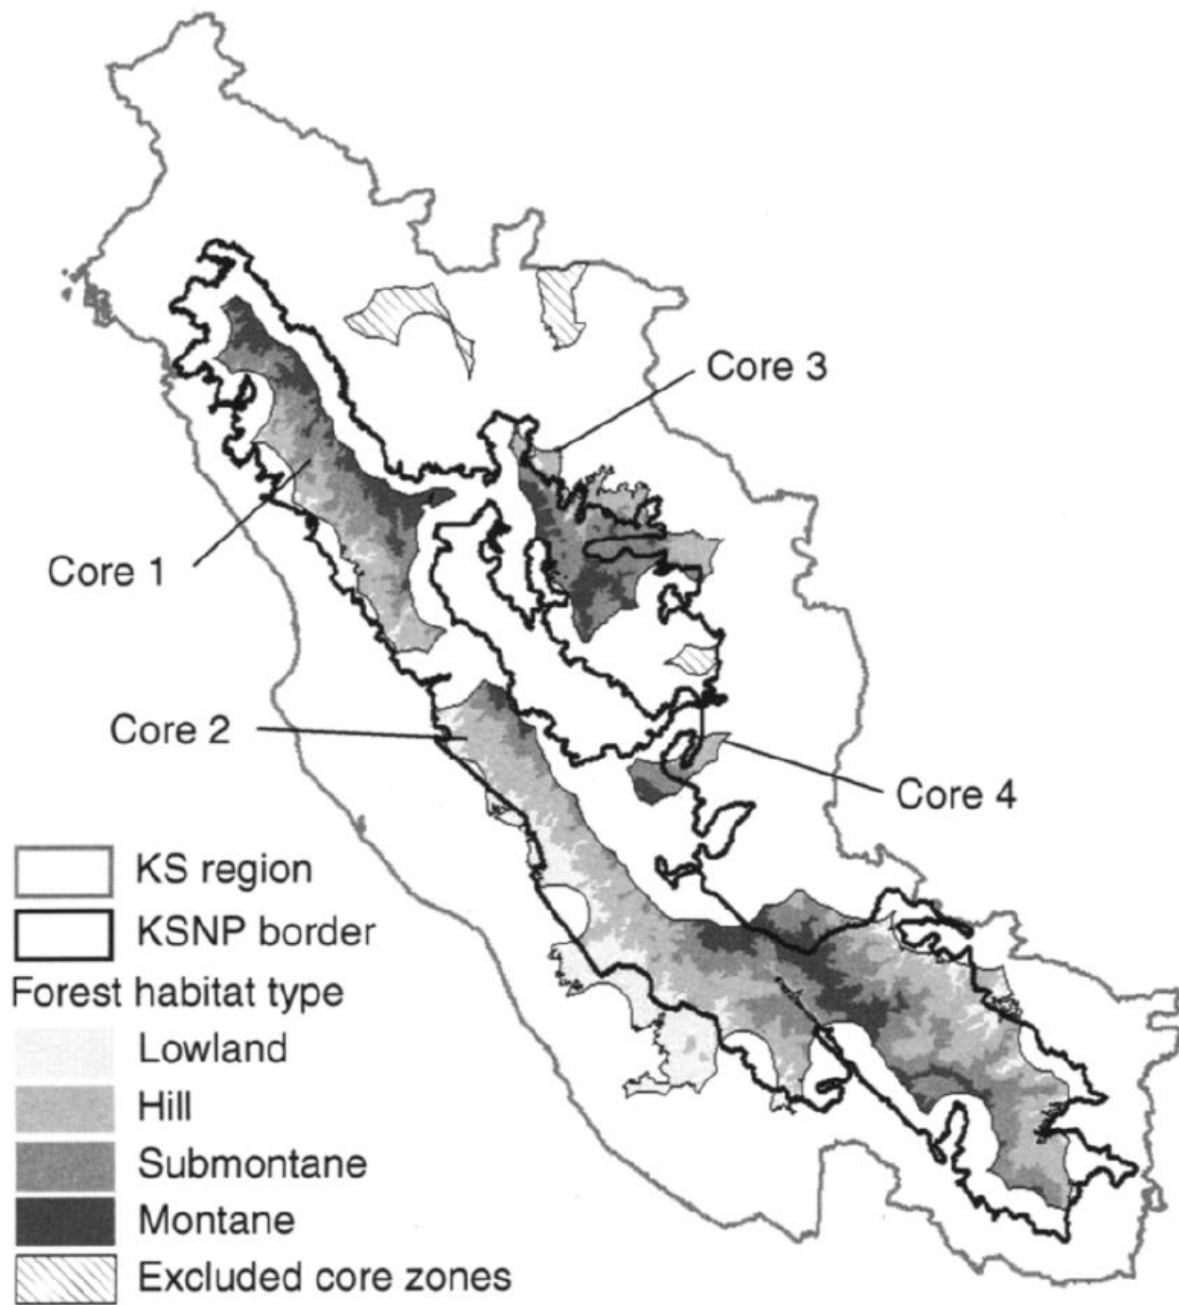 Core 3
Core 1
Core 2
Core 4
KS region
KSNP border
Forest habitat type
Lowland
Hill
Submontane
Montane
Excluded core zones